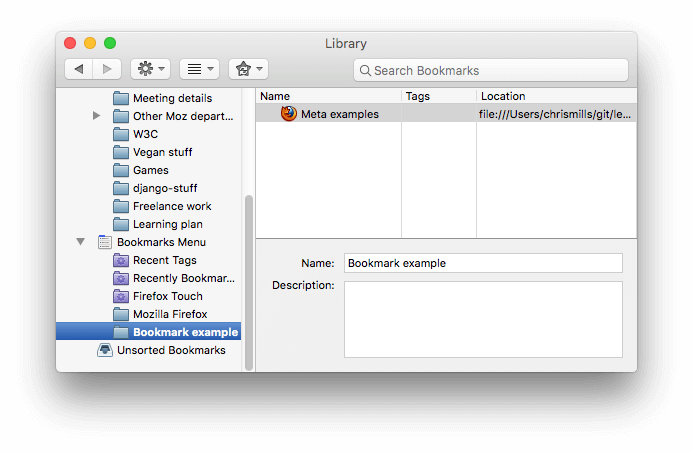 Library
Search Bookmarks
Meeting details
Other Moz depart...
W3C
Vegan stuff
Games
django-stuff
Freelance work
Learning plan
Bookmarks Menu
Recent Tags
Recently Bookmar...
Firefox Touch
Mozilla Firefox
Bookmark example
Unsorted Bookmarks
Name Tags Location
Meta examples file:///Users/chrismills/git/le...
Name: Bookmark example
Description: